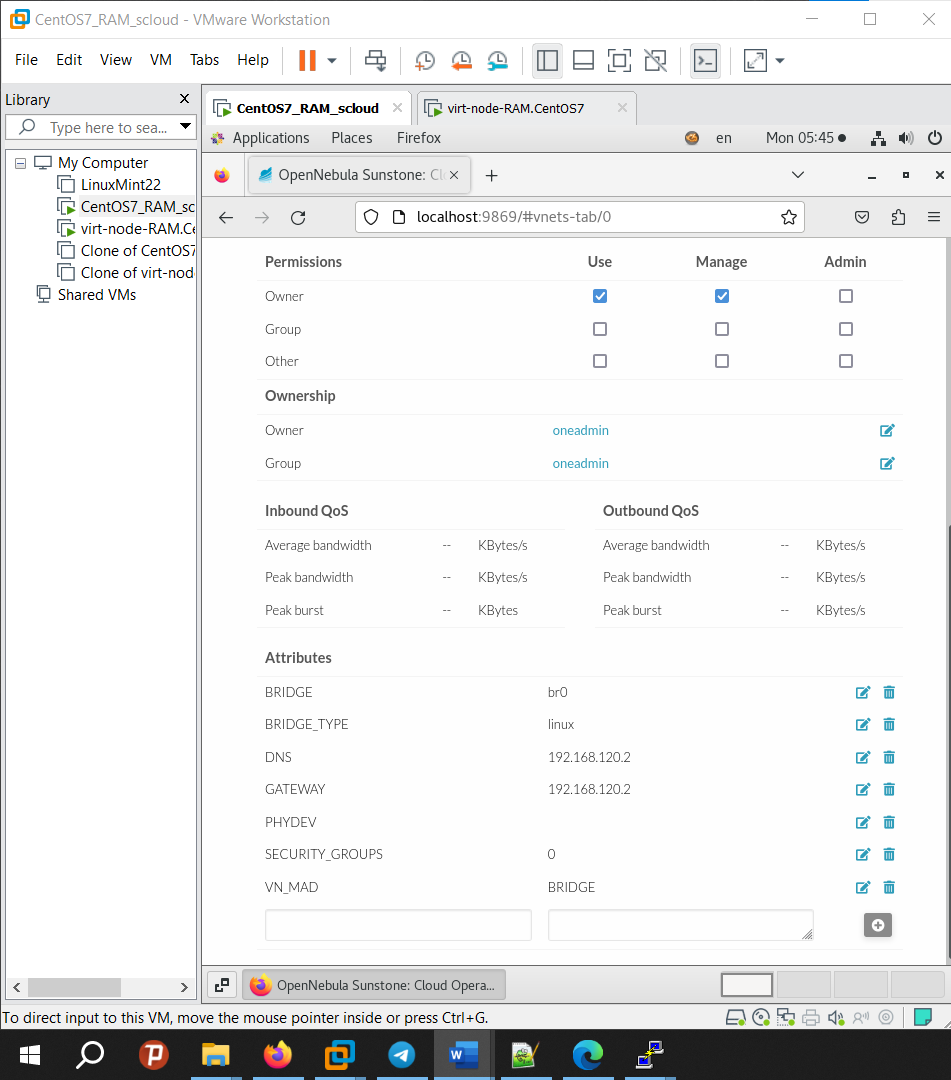 CentOS7_RAM_scloud - VMware Workstation
File Edit View VM Tabs Help
Library
Type here to sea...
My Computer
LinuxMint22
CentOS7_RAM_sc
virt-node-RAM.Ce
Clone of CentOS7
Clone of virt-nod
Shared VMs
CentOS7_RAM_scloud
virt-node-RAM.CentOS7
Applications Places Firefox en Mon 05:45
OpenNebula Sunstone: Clo
localhost:9869/#vnets-tab/0
Permissions Use Manage Admin
Owner
Group
Other
Ownership
Owner oneadmin
Group oneadmin
Inbound QoS Outbound QoS
Average bandwidth -- KBytes/s Average bandwidth -- KBytes/s
Peak bandwidth -- KBytes/s Peak bandwidth -- KBytes/s
Peak burst -- KBytes Peak burst -- KBytes/s
Attributes
BRIDGE br0
BRIDGE_TYPE linux
DNS 192.168.120.2
GATEWAY 192.168.120.2
PHYDEV
SECURITY_GROUPS 0
VN_MAD BRIDGE
OpenNebula Sunstone: Cloud Opera...
To direct input to this VM, move the mouse pointer inside or press Ctrl+G.